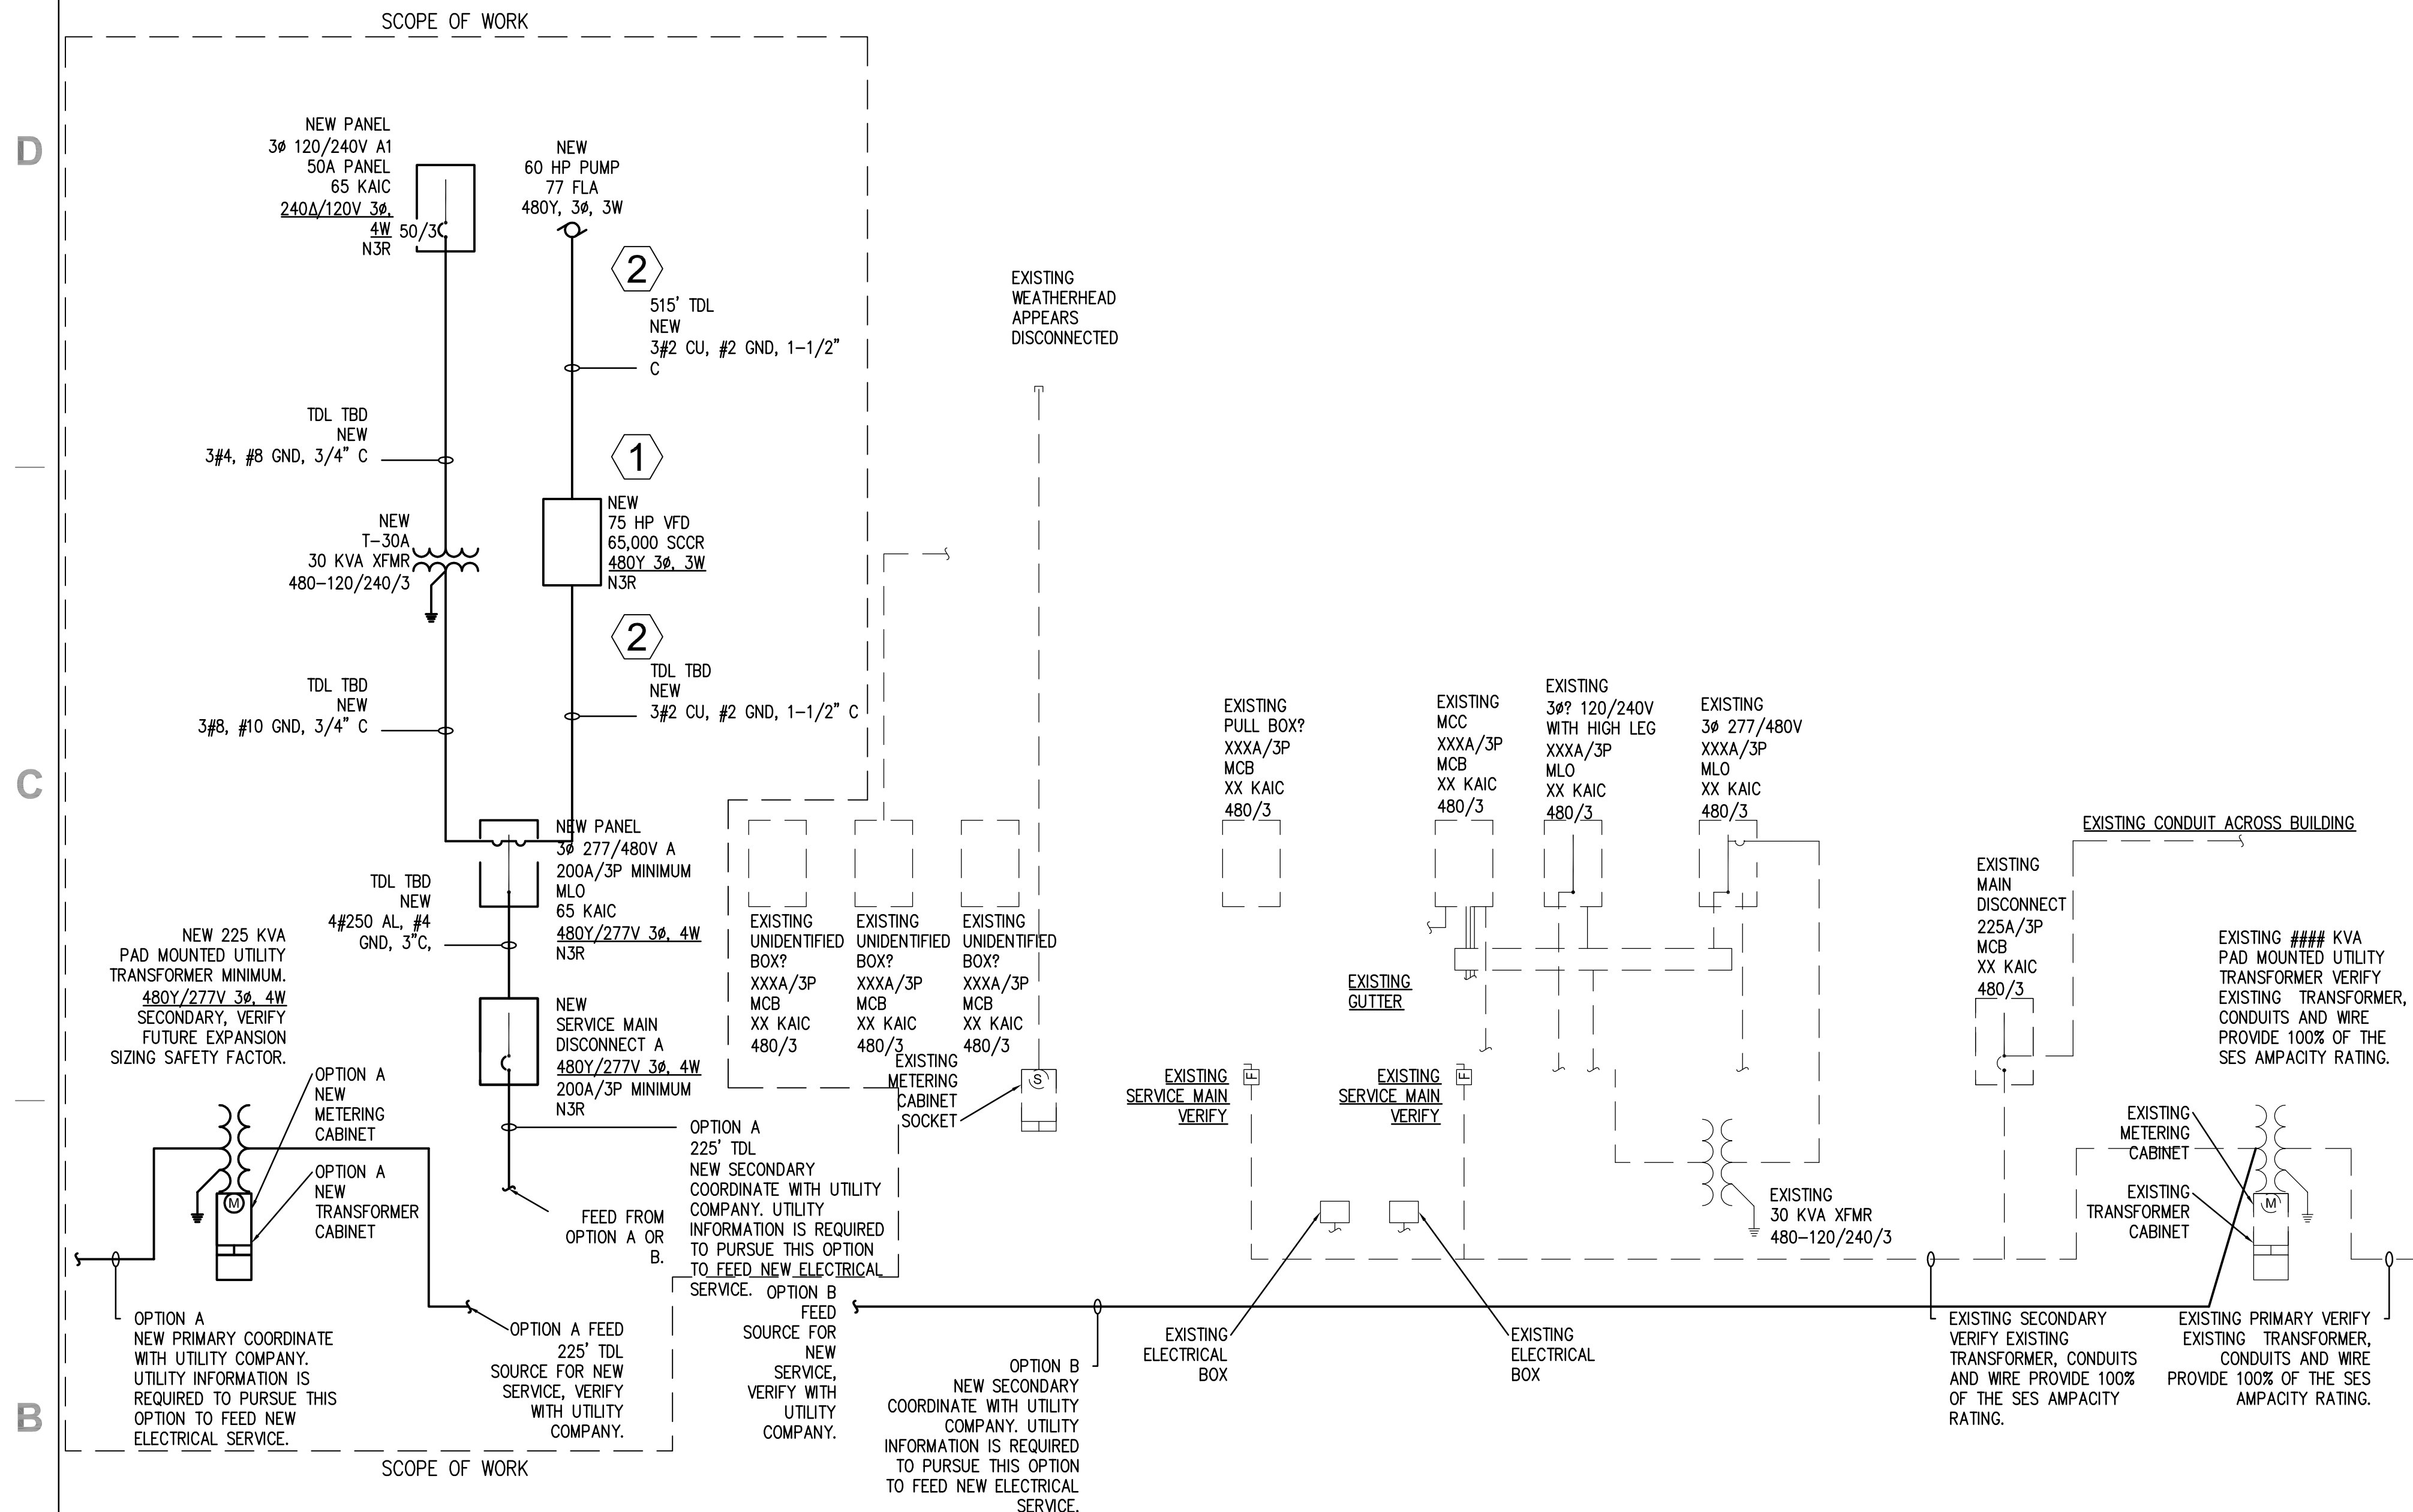 SCOPE OF WORK
D
NEW PANEL
3ø 120/240V A1
50A PANEL
65 KAIC
240Δ/120V 3ø,
4W
N3R
50/3
NEW
60 HP PUMP
77 FLA
480Y, 3ø, 3W
2
515' TDL
NEW
3#2 CU, #2 GND, 1-1/2"
C
TDL TBD
NEW
3#4, #8 GND, 3/4" C
1
NEW
75 HP VFD
65,000 SCCR
480Y 3ø, 3W
N3R
NEW
T-30A
30 KVA XFMR
480-120/240/3
2
TDL TBD
NEW
3#2 CU, #2 GND, 1-1/2" C
TDL TBD
NEW
3#8, #10 GND, 3/4" C
C
NEW PANEL
3ø 277/480V A
200A/3P MINIMUM
MLO
65 KAIC
480Y/277V 3ø, 4W
N3R
TDL TBD
NEW
4#250 AL, #4
GND, 3"C,
NEW 225 KVA
PAD MOUNTED UTILITY
TRANSFORMER MINIMUM.
480Y/277V 3ø, 4W
SECONDARY, VERIFY
FUTURE EXPANSION
SIZING SAFETY FACTOR.
NEW
SERVICE MAIN
DISCONNECT A
480Y/277V 3ø, 4W
200A/3P MINIMUM
N3R
OPTION A
NEW
METERING
CABINET
OPTION A
NEW
TRANSFORMER
CABINET
M
OPTION A
225' TDL
NEW SECONDARY
COORDINATE WITH UTILITY
COMPANY. UTILITY
INFORMATION IS REQUIRED
TO PURSUE THIS OPTION
TO FEED NEW ELECTRICAL
SERVICE.
FEED FROM
OPTION A OR
B.
OPTION A
NEW PRIMARY COORDINATE
WITH UTILITY COMPANY.
UTILITY INFORMATION IS
REQUIRED TO PURSUE THIS
OPTION TO FEED NEW
ELECTRICAL SERVICE.
OPTION A FEED
225' TDL
SOURCE FOR NEW
SERVICE, VERIFY
WITH UTILITY
COMPANY.
OPTION B
FEED
SOURCE FOR
NEW
SERVICE,
VERIFY WITH
UTILITY
COMPANY.
B
SCOPE OF WORK
OPTION B
NEW SECONDARY
COORDINATE WITH UTILITY
COMPANY. UTILITY
INFORMATION IS REQUIRED
TO PURSUE THIS OPTION
TO FEED NEW ELECTRICAL
SERVICE.
EXISTING
WEATHERHEAD
APPEARS
DISCONNECTED
EXISTING
UNIDENTIFIED
BOX?
XXXA/3P
MCB
XX KAIC
480/3
EXISTING
UNIDENTIFIED
BOX?
XXXA/3P
MCB
XX KAIC
480/3
EXISTING
UNIDENTIFIED
BOX?
XXXA/3P
MCB
XX KAIC
480/3
EXISTING
METERING
CABINET
SOCKET
S
EXISTING
PULL BOX?
XXXA/3P
MCB
XX KAIC
480/3
EXISTING
MCC
XXXA/3P
MCB
XX KAIC
480/3
EXISTING
3ø? 120/240V
WITH HIGH LEG
XXXA/3P
MLO
XX KAIC
480/3
EXISTING
3ø 277/480V
XXXA/3P
MLO
XX KAIC
480/3
EXISTING
GUTTER
EXISTING
SERVICE MAIN
VERIFY
F
EXISTING
SERVICE MAIN
VERIFY
F
EXISTING
30 KVA XFMR
480-120/240/3
EXISTING
ELECTRICAL
BOX
EXISTING
ELECTRICAL
BOX
EXISTING CONDUIT ACROSS BUILDING
EXISTING
MAIN
DISCONNECT
225A/3P
MCB
XX KAIC
480/3
EXISTING #### KVA
PAD MOUNTED UTILITY
TRANSFORMER VERIFY
EXISTING TRANSFORMER,
CONDUITS AND WIRE
PROVIDE 100% OF THE
SES AMPACITY RATING.
EXISTING
METERING
CABINET
EXISTING
TRANSFORMER
CABINET
M
EXISTING SECONDARY
VERIFY EXISTING
TRANSFORMER, CONDUITS
AND WIRE PROVIDE 100%
OF THE SES AMPACITY
RATING.
EXISTING PRIMARY VERIFY
EXISTING TRANSFORMER,
CONDUITS AND WIRE
PROVIDE 100% OF THE SES
AMPACITY RATING.